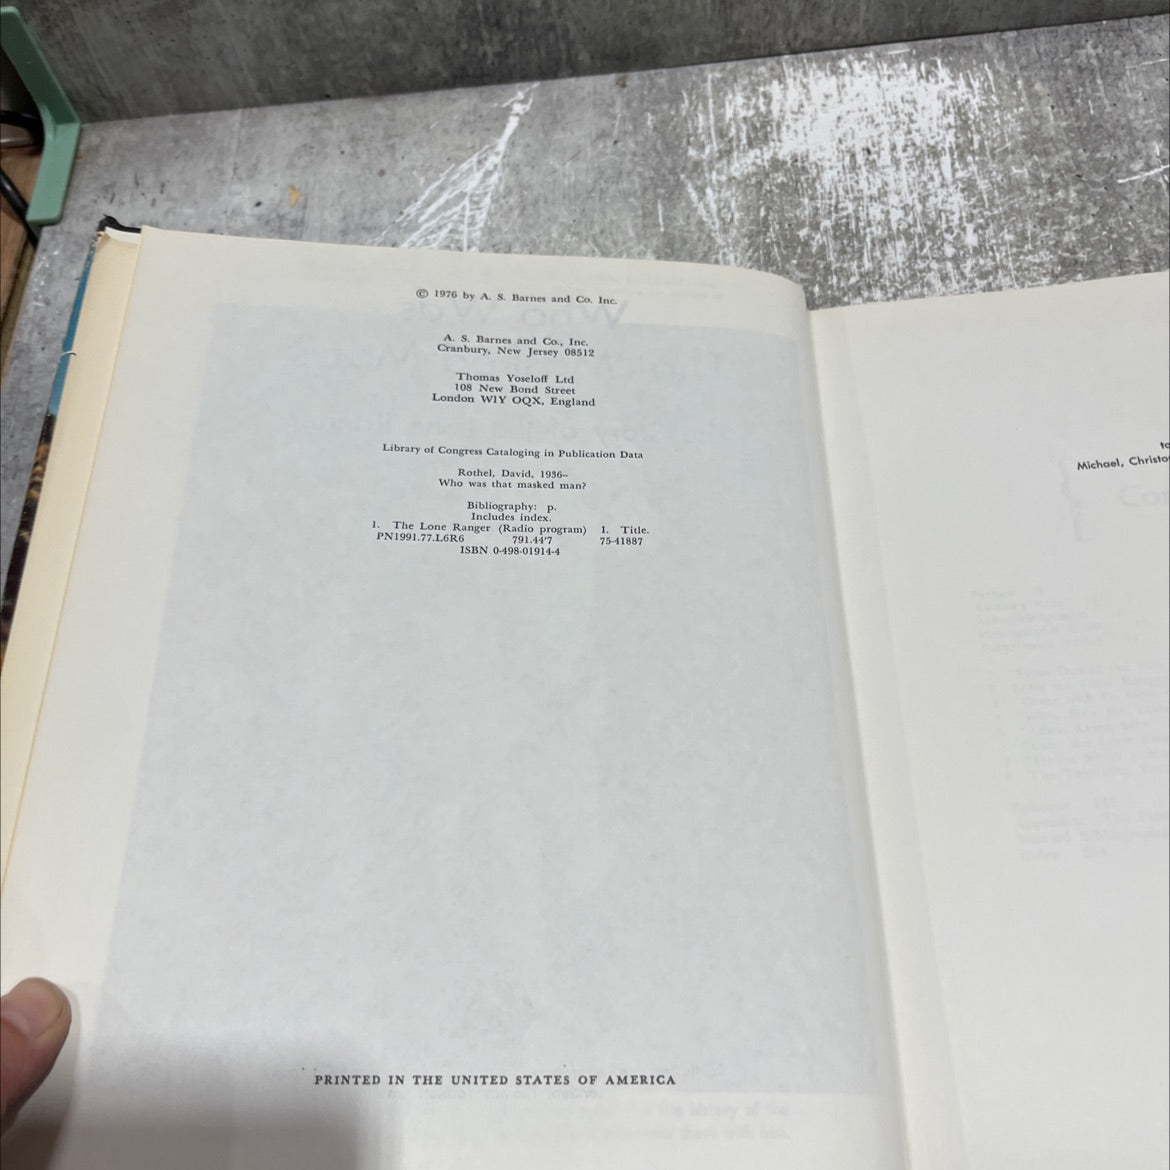 © 1976 by A. S. Barnes and Co. Inc.
A. S. Barnes and Co., Inc.
Cranbury, New Jersey 08512
Thomas Yoseloff Ltd
108 New Bond Street
London W1Y OQX, England
Library of Congress Cataloging in Publication Data
Rothel, David, 1936–
Who was that masked man?
Bibliography: p.
Includes index.
1. The Lone Ranger (Radio program) I. Title.
PN1991.77.L6R6 791.44'7 75-41887
ISBN 0-498-01914-4
PRINTED IN THE UNITED STATES OF AMERICA
to
Michael, Christo